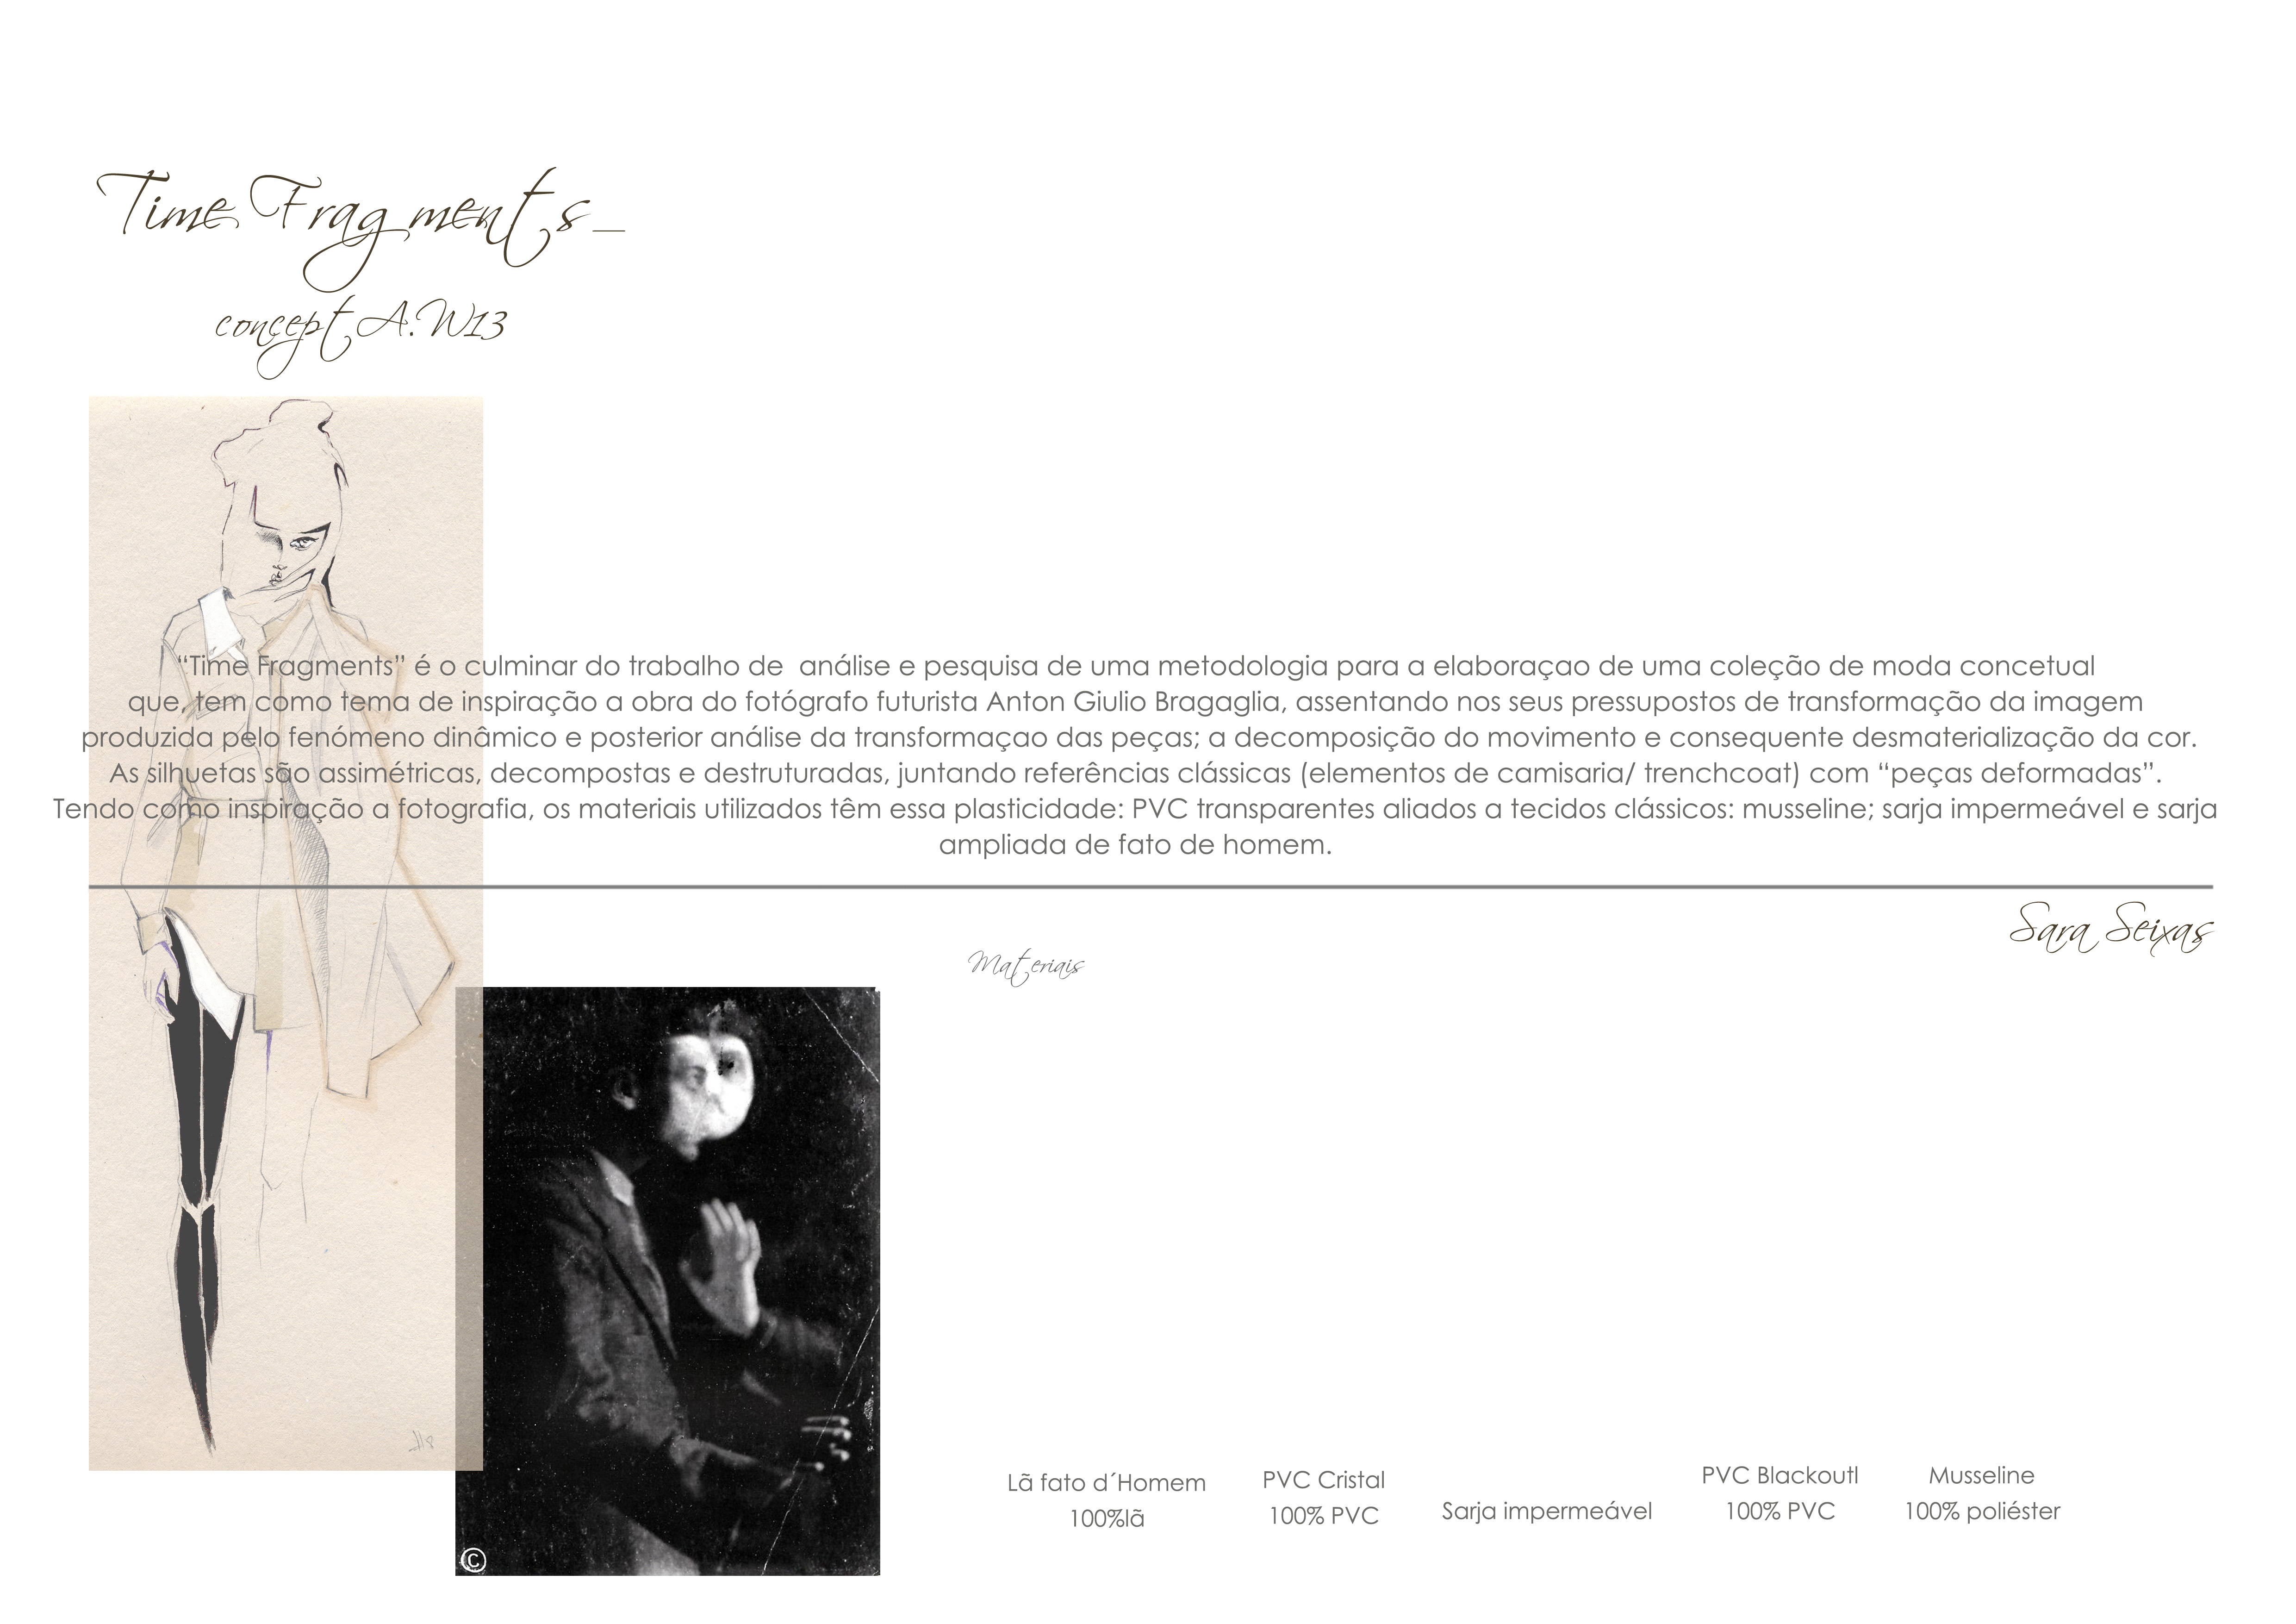 Time Fragments_
concept A.W13
“Time Fragments” é o culminar do trabalho de  análise e pesquisa de uma metodologia para a elaboraçao de uma coleção de moda concetual
que, tem como tema de inspiração a obra do fotógrafo futurista Anton Giulio Bragaglia, assentando nos seus pressupostos de transformação da imagem
produzida pelo fenómeno dinâmico e posterior análise da transformaçao das peças; a decomposição do movimento e consequente desmaterialização da cor.
As silhuetas são assimétricas, decompostas e destruturadas, juntando referências clássicas (elementos de camisaria/ trenchcoat) com “peças deformadas”.
Tendo como inspiração a fotografia, os materiais utilizados têm essa plasticidade: PVC transparentes aliados a tecidos clássicos: musseline; sarja impermeável e sarja
ampliada de fato de homem.
Sara Seixas
Materiais
Lã fato d´Homem
100%lã
PVC Cristal
100% PVC
Sarja impermeável
PVC Blackoutl
100% PVC
Musseline
100% poliéster
©